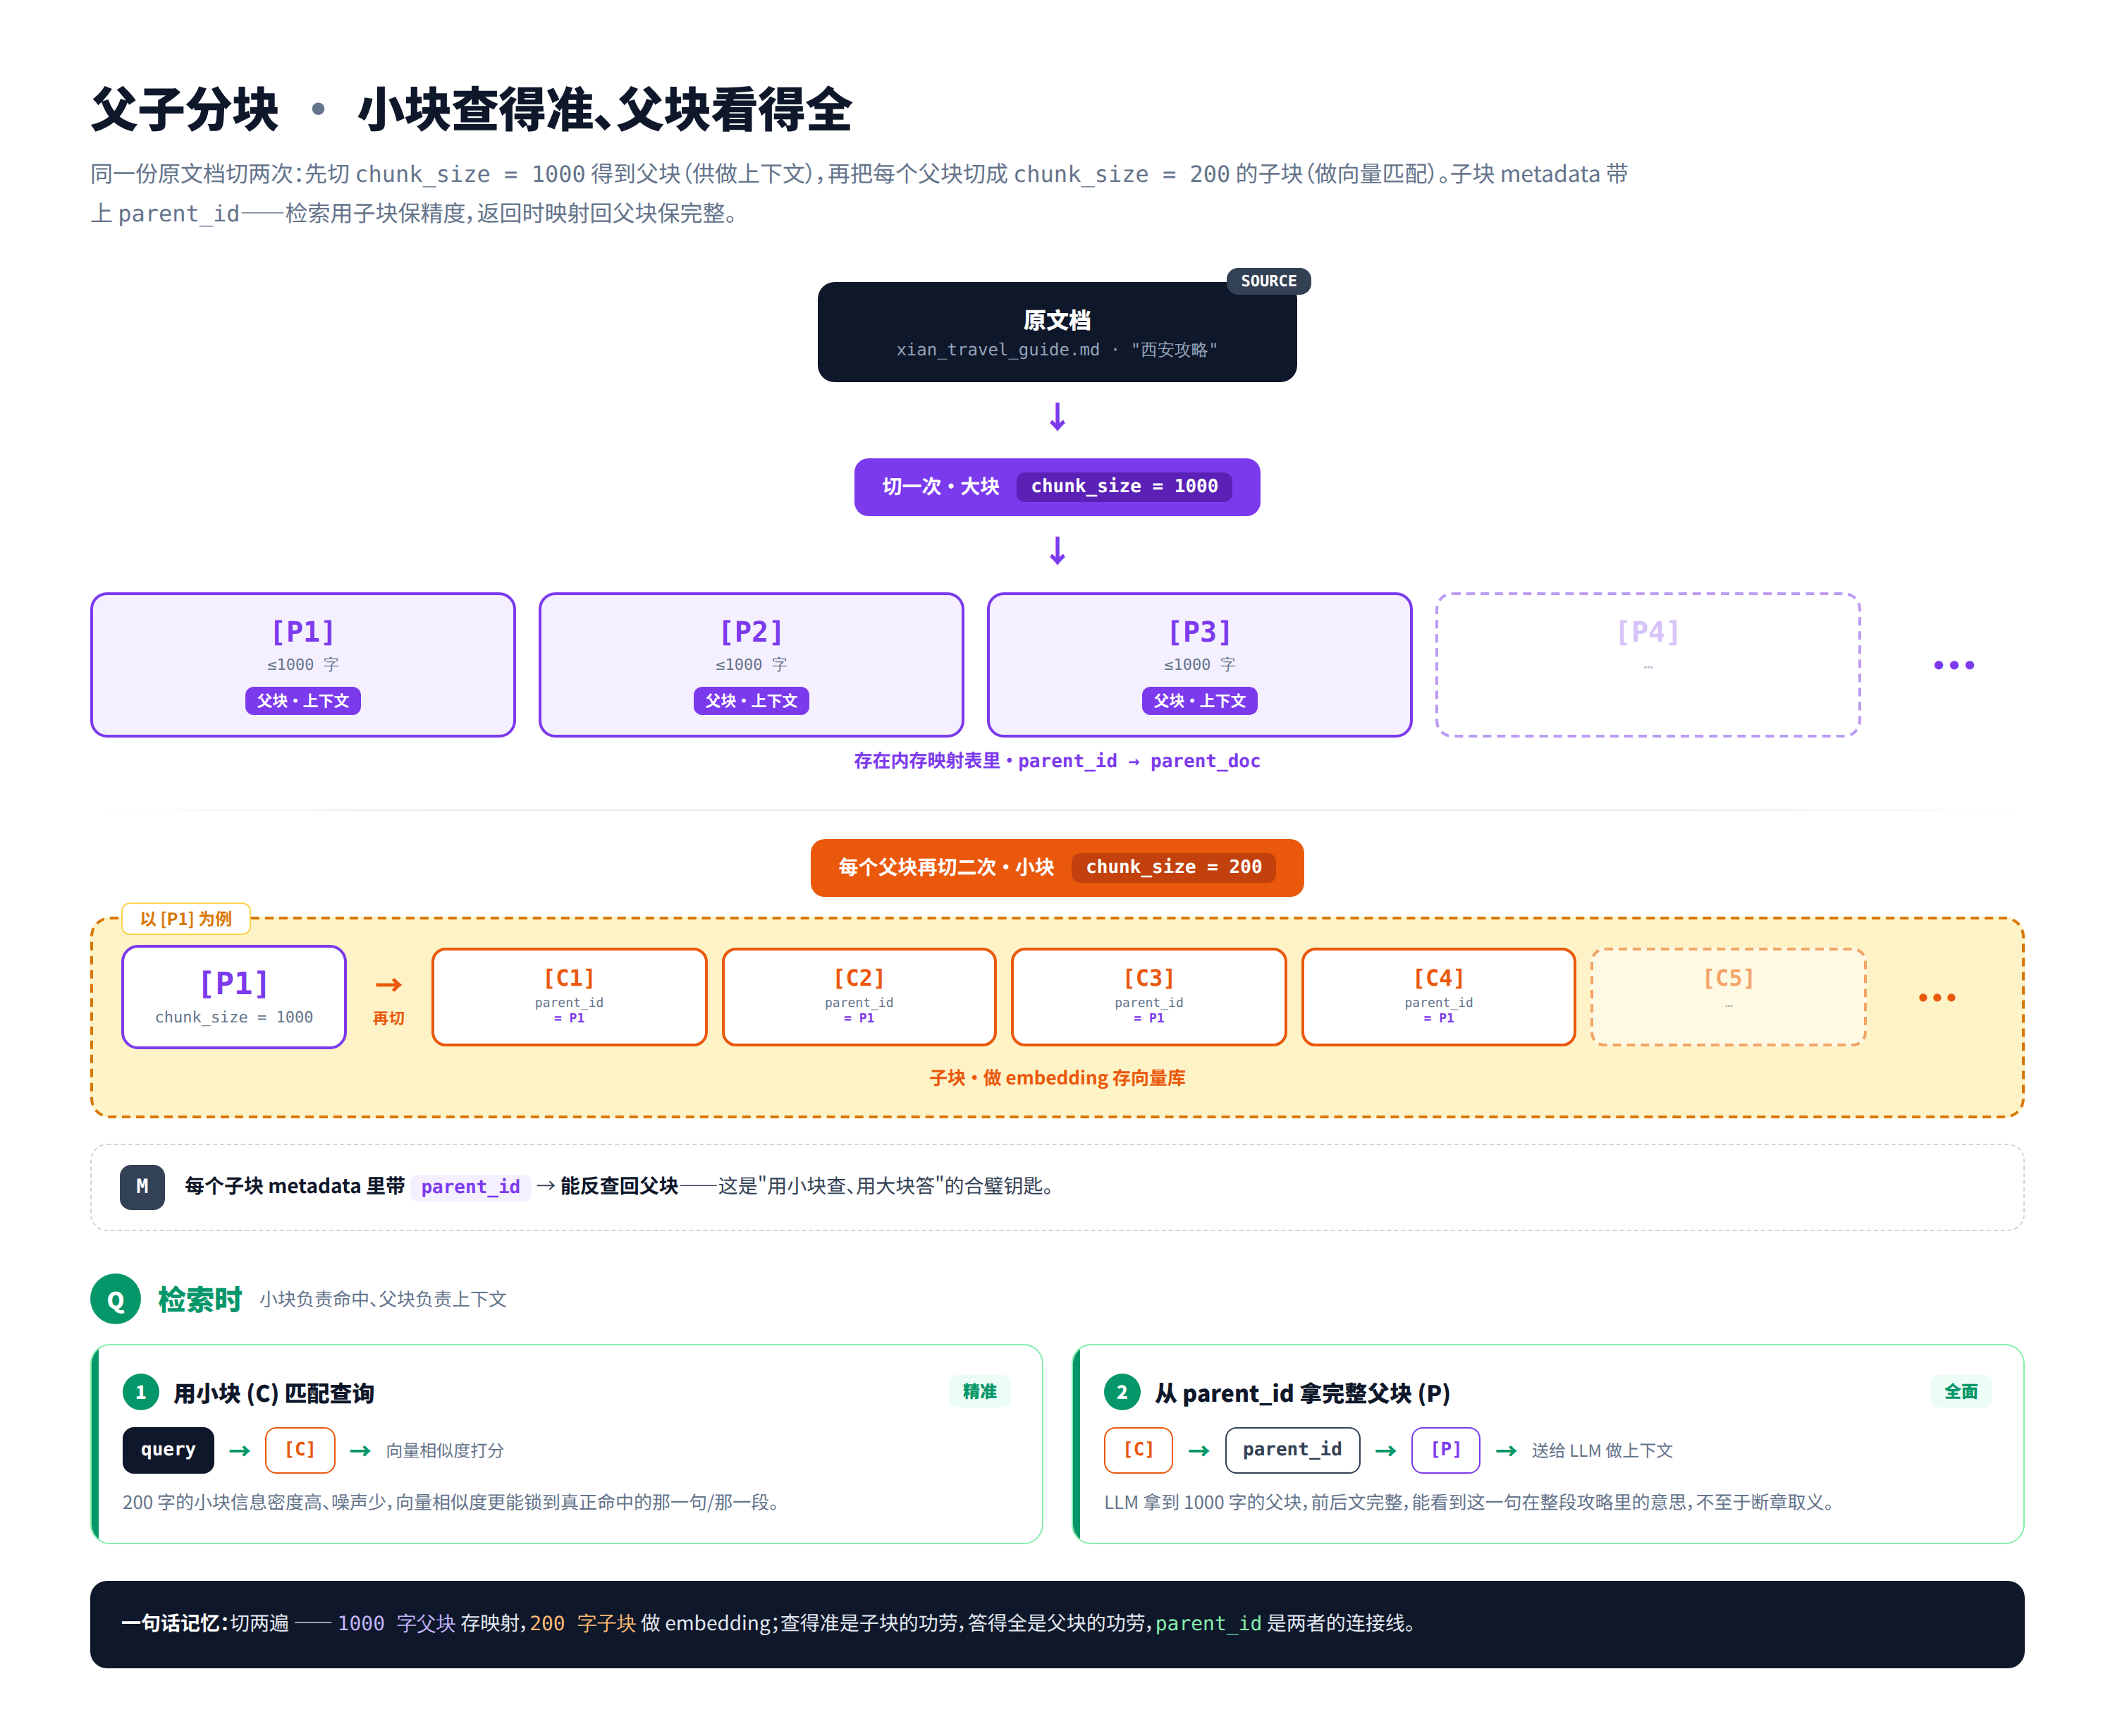 父子分块 • 小块查得准、父块看得全
同一份原文档切两次：先切 chunk_size = 1000 得到父块（供做上下文），再把每个父块切成 chunk_size = 200 的子块（做向量匹配）。子块 metadata 带
上 parent_id——检索用子块保精度，返回时映射回父块保完整。
SOURCE
原文档
xian_travel_guide.md · "西安攻略"
↓
切一次 • 大块 chunk_size = 1000
↓
[P1] [P2] [P3] [P4]
≤1000 字 ≤1000 字 ≤1000 字 …
父块 • 上下文 父块 • 上下文 父块 • 上下文 •••
存在内存映射表里 • parent_id → parent_doc
每个父块再切二次 • 小块 chunk_size = 200
以 [P1] 为例
[P1]
chunk_size = 1000
→
再切
[C1] [C2] [C3] [C4] [C5]
parent_id parent_id parent_id parent_id …
= P1 = P1 = P1 = P1 •••
子块 • 做 embedding 存向量库
M 每个子块 metadata 里带 parent_id → 能反查回父块——这是"用小块查、用大块答"的合璧钥匙。
Q 检索时 小块负责命中、父块负责上下文
1 用小块 (C) 匹配查询 精准
query → [C] → 向量相似度打分
200 字的小块信息密度高、噪声少，向量相似度更能锁到真正命中的那一句/那一段。
2 从 parent_id 拿完整父块 (P) 全面
[C] → parent_id → [P] → 送给 LLM 做上下文
LLM 拿到 1000 字的父块，前后文完整，能看到这一句在整段攻略里的意思，不至于断章取义。
一句话记忆：切两遍 —— 1000 字父块 存映射，200 字子块 做 embedding；查得准是子块的功劳，答得全是父块的功劳，parent_id 是两者的连接线。